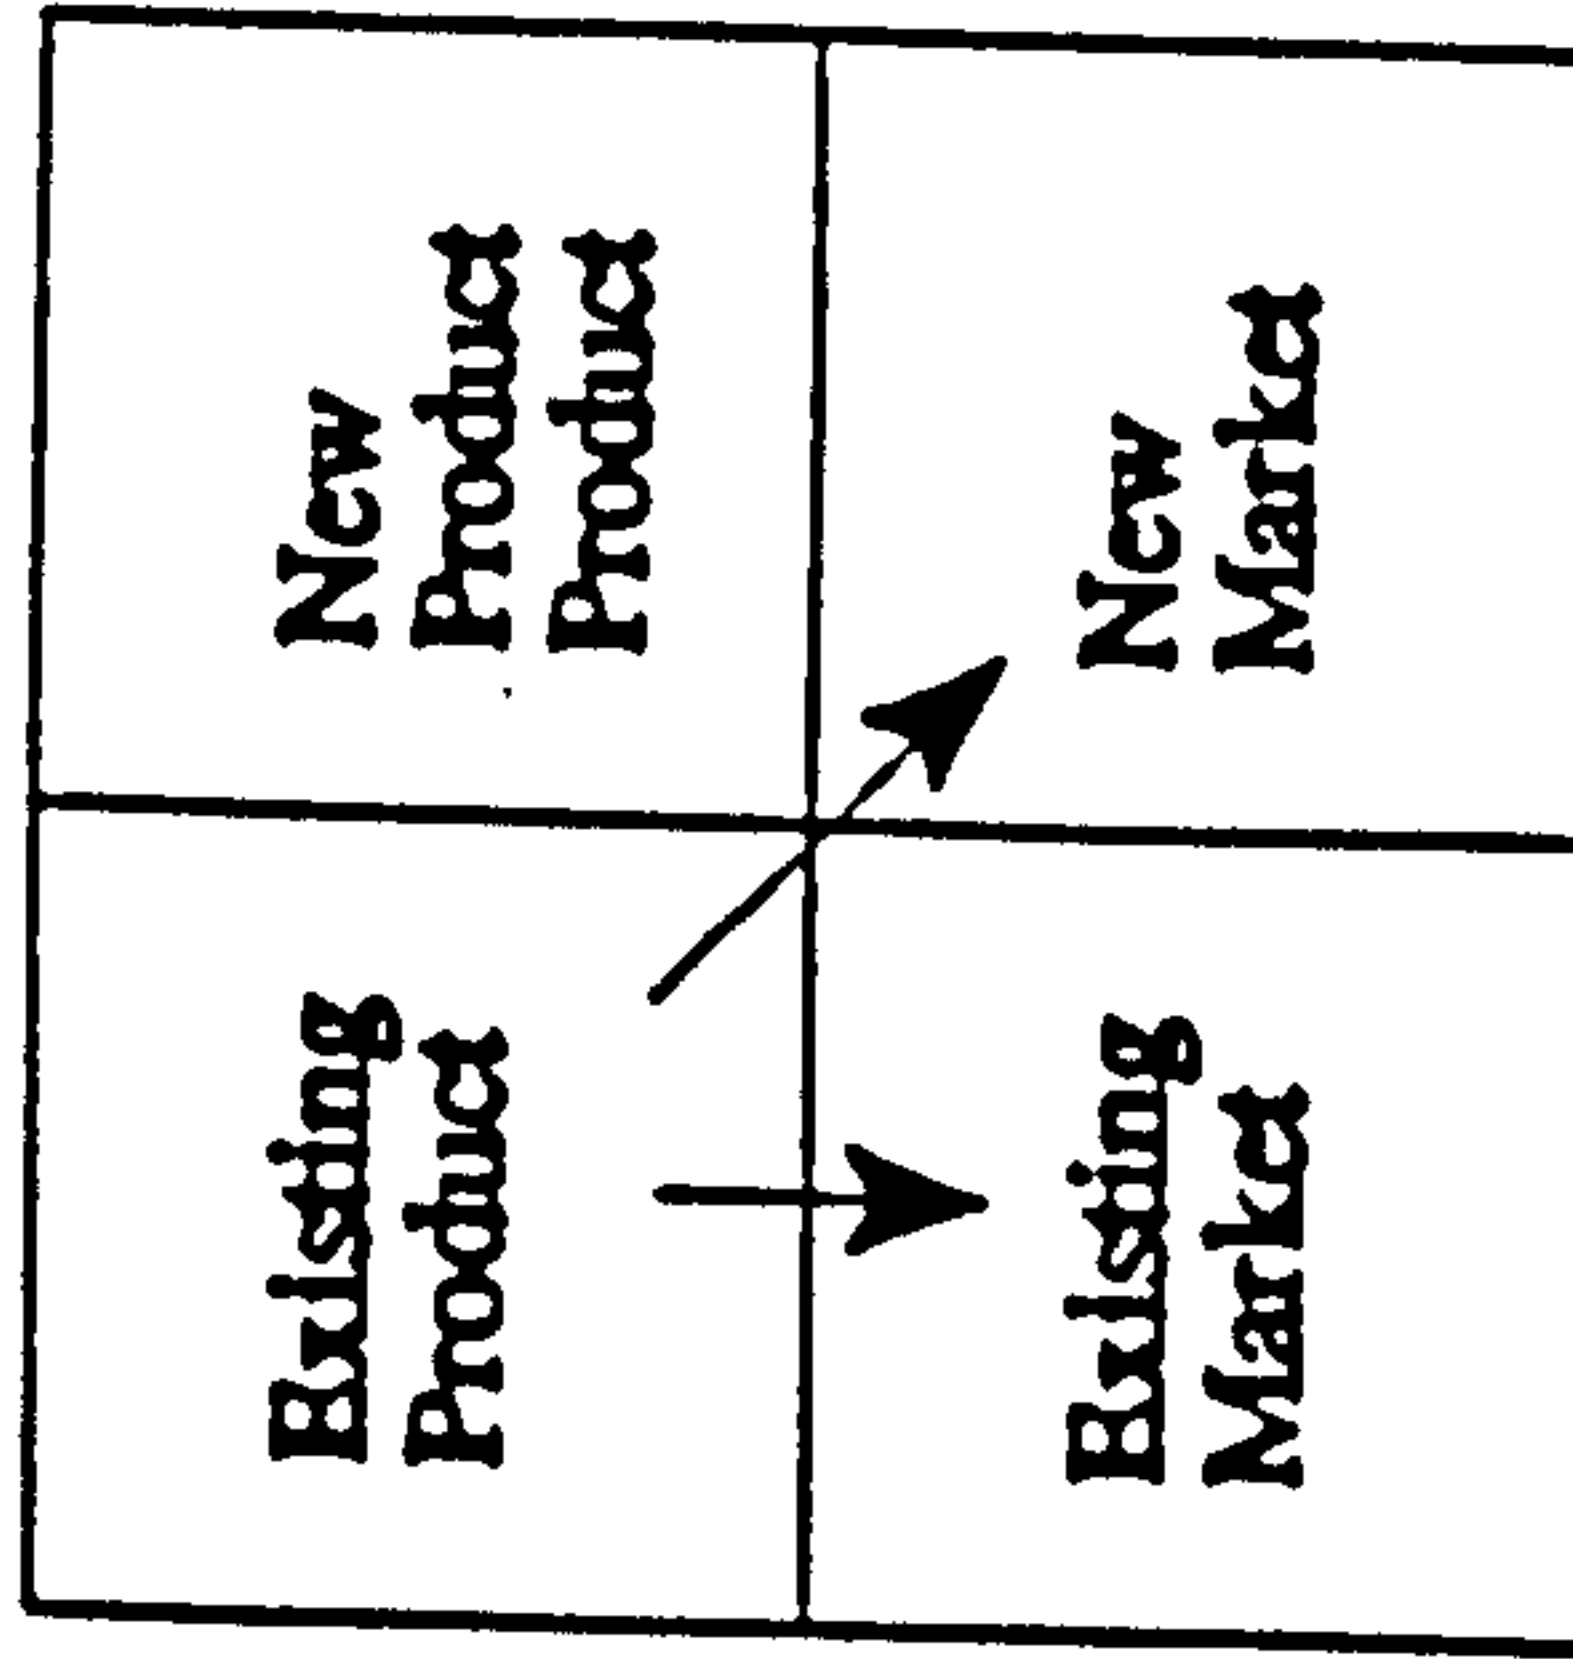 Existing
Product
New
Product
Product
Existing
Market
New
Market